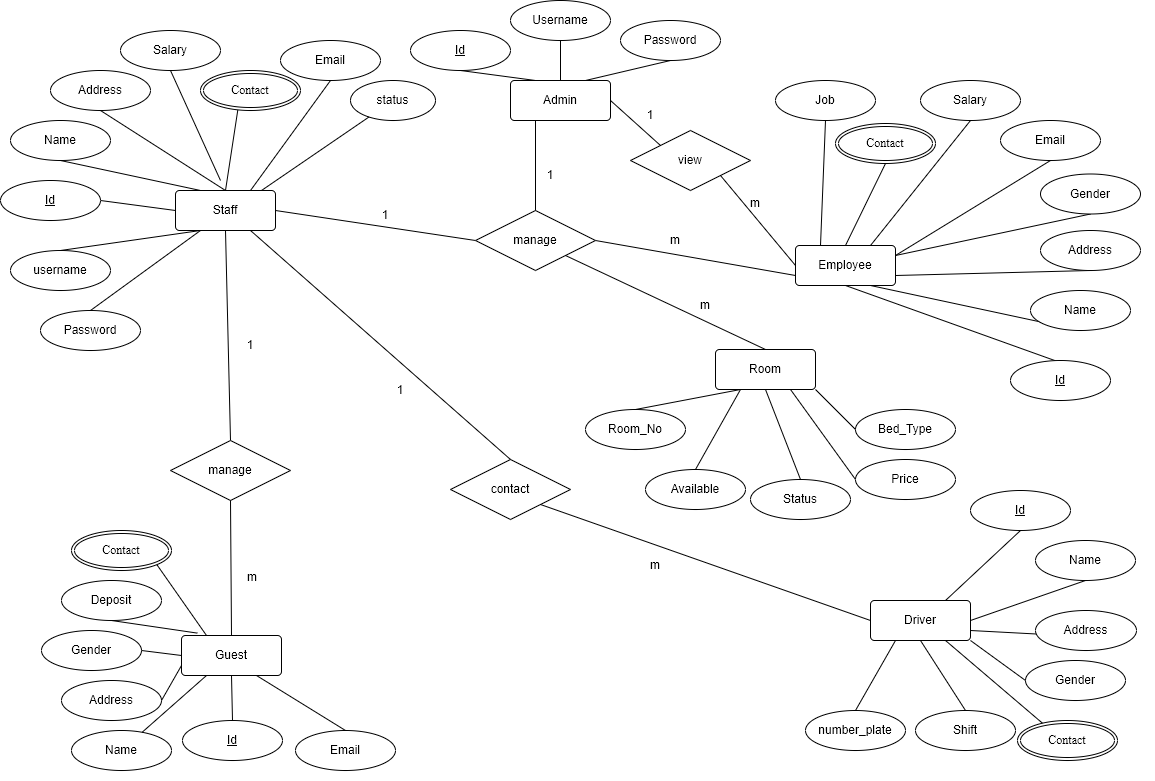 Username
Id
Password
Salary
Email
Address
Contact
status
Admin
Job
Salary
Name
1
Contact
Email
view
1
Gender
Id
m
Staff
1
manage
m
Address
username
Employee
m
Name
Password
1
Room
1
Id
Room_No
Bed_Type
manage
contact
Available
Status
Price
Id
Contact
m
m
Name
Deposit
Driver
Address
Gender
Guest
Gender
Address
number_plate
Shift
Contact
Name
Id
Email